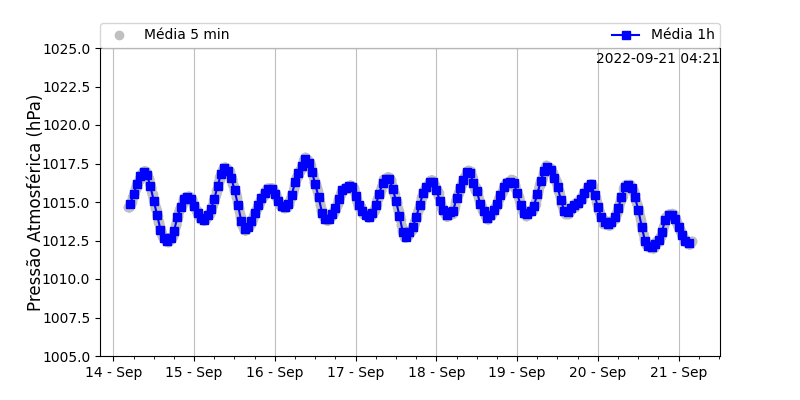 Média 5 min
Média 1h
2022-09-21 04:21
Pressão Atmosférica (hPa)
1025.0
1022.5
1020.0
1017.5
1015.0
1012.5
1010.0
1007.5
1005.0
14 - Sep
15 - Sep
16 - Sep
17 - Sep
18 - Sep
19 - Sep
20 - Sep
21 - Sep